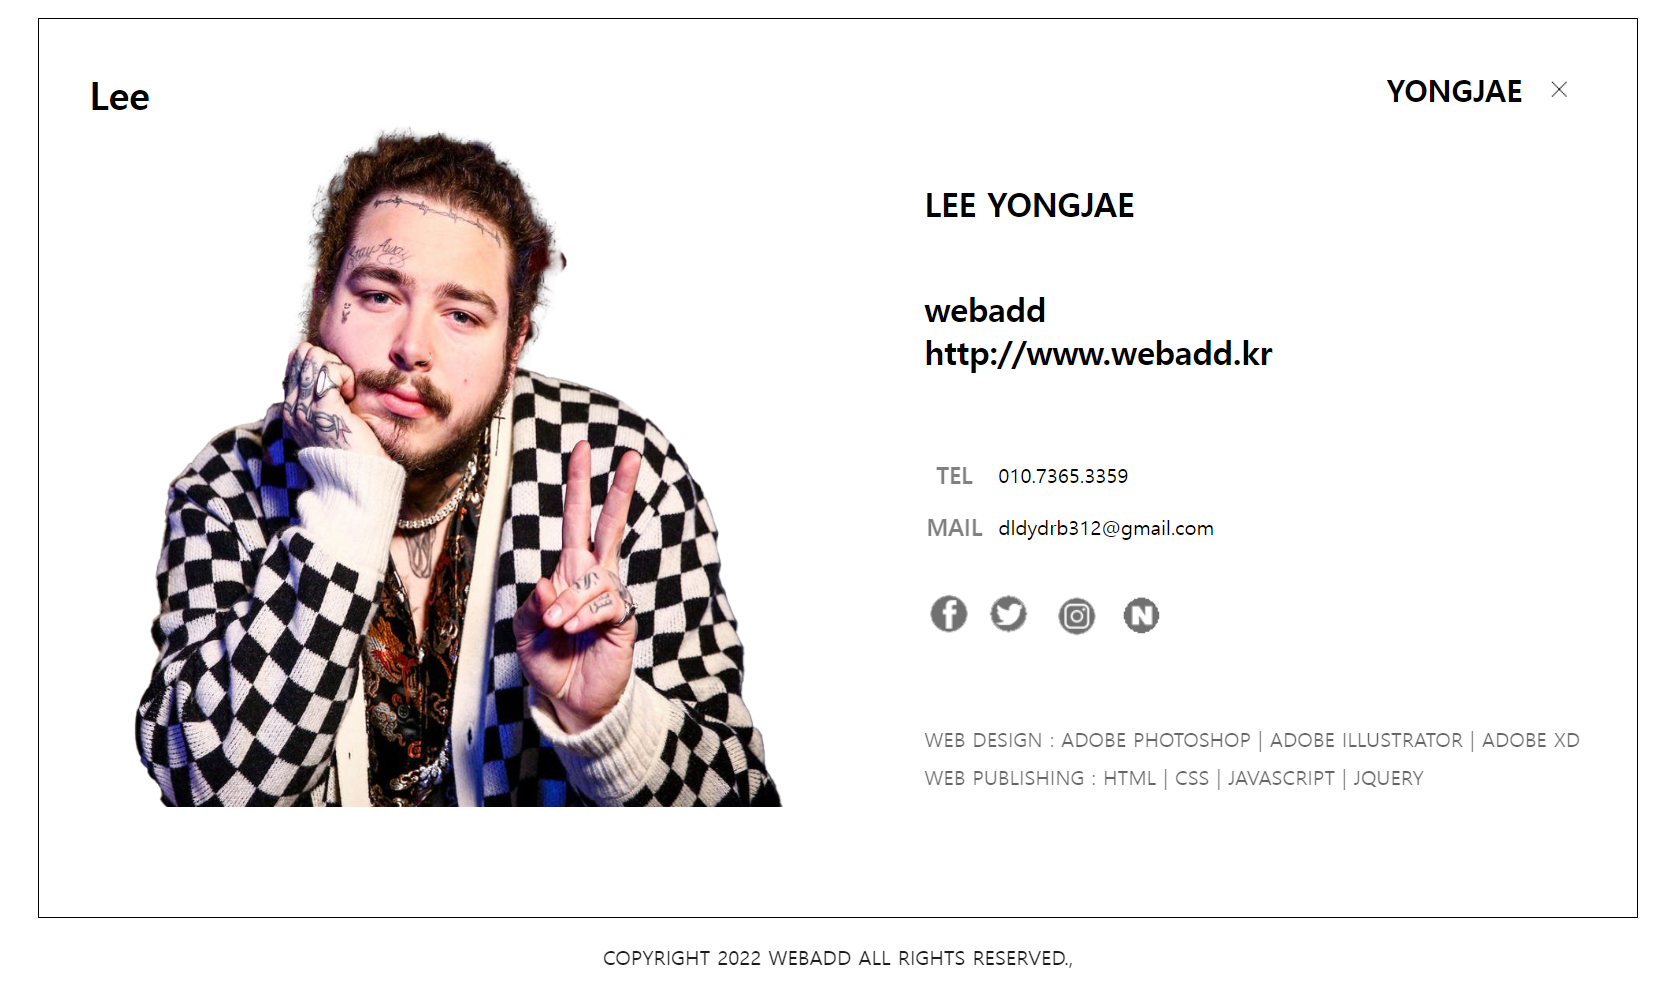 Lee
YONGJAE
LEE YONGJAE
webadd
http://www.webadd.kr
TEL 010.7365.3359
MAIL dldydrb312@gmail.com
WEB DESIGN : ADOBE PHOTOSHOP | ADOBE ILLUSTRATOR | ADOBE XD
WEB PUBLISHING : HTML | CSS | JAVASCRIPT | JQUERY
COPYRIGHT 2022 WEBADD ALL RIGHTS RESERVED.,